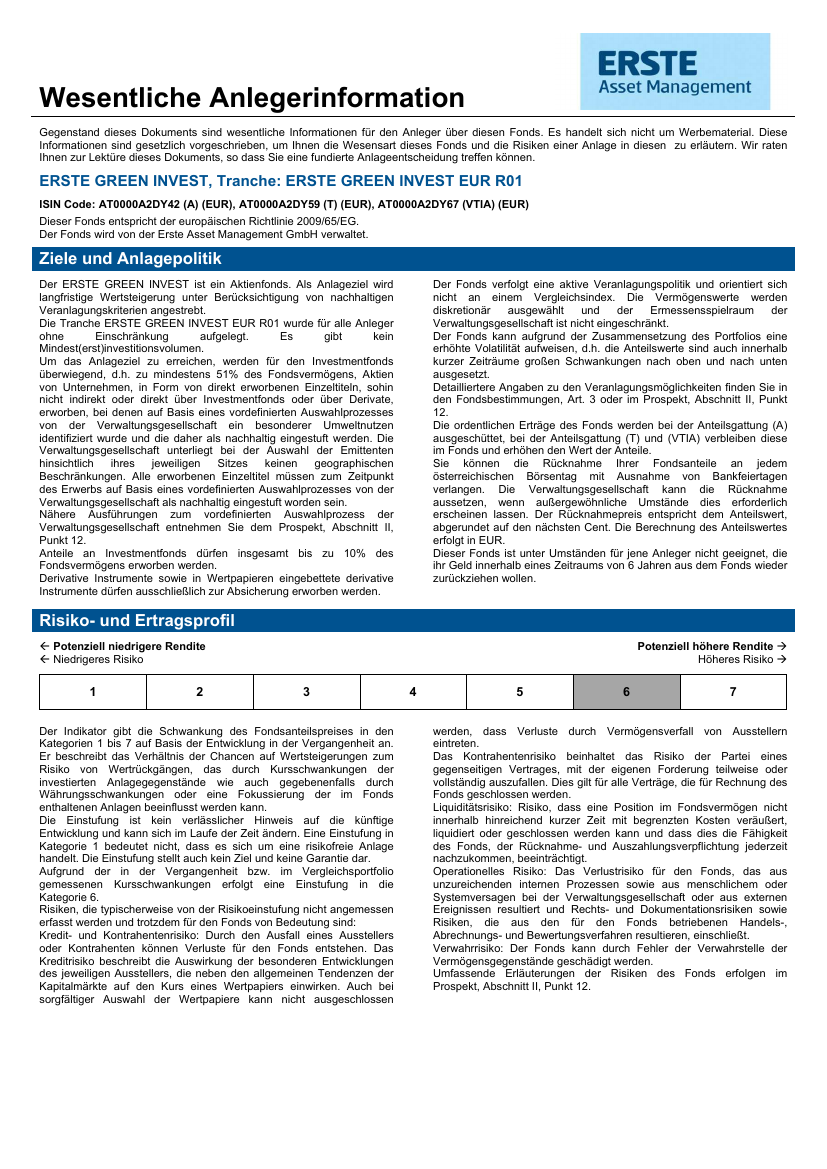 ERSTE
Asset Management
Wesentliche Anlegerinformation
Gegenstand dieses Dokuments sind wesentliche Informationen für den Anleger über diesen Fonds. Es handelt sich nicht um Werbematerial. Diese
Informationen sind gesetzlich vorgeschrieben, um Ihnen die Wesensart dieses Fonds und die Risiken einer Anlage in diesen zu erläutern. Wir raten
Ihnen zur Lektüre dieses Dokuments, so dass Sie eine fundierte Anlageentscheidung treffen können.
ERSTE GREEN INVEST, Tranche: ERSTE GREEN INVEST EUR R01
ISIN Code: AT0000A2DY42 (A) (EUR), AT0000A2DY59 (T) (EUR), AT0000A2DY67 (VTIA) (EUR)
Dieser Fonds entspricht der europäischen Richtlinie 2009/65/EG.
Der Fonds wird von der Erste Asset Management GmbH verwaltet.
Ziele und Anlagepolitik
Der ERSTE GREEN INVEST ist ein Aktienfonds. Als Anlageziel wird
langfristige Wertsteigerung unter Berücksichtigung von nachhaltigen
Veranlagungskriterien angestrebt.
Die Tranche ERSTE GREEN INVEST EUR R01 wurde für alle Anleger
ohne Einschränkung aufgelegt. Es gibt kein
Mindest(erst)investitionsvolumen.
Um das Anlageziel zu erreichen, werden für den Investmentfonds
überwiegend, d.h. zu mindestens 51% des Fondsvermögens, Aktien
von Unternehmen, in Form von direkt erworbenen Einzeltiteln, sohin
nicht indirekt oder direkt über Investmentfonds oder über Derivate,
erworben, bei denen auf Basis eines vordefinierten Auswahlprozesses
von der Verwaltungsgesellschaft ein besonderer Umweltnutzen
identifiziert wurde und die daher als nachhaltig eingestuft werden. Die
Verwaltungsgesellschaft unterliegt bei der Auswahl der Emittenten
hinsichtlich ihres jeweiligen Sitzes keinen geographischen
Beschränkungen. Alle erworbenen Einzeltitel müssen zum Zeitpunkt
des Erwerbs auf Basis eines vordefinierten Auswahlprozesses von der
Verwaltungsgesellschaft als nachhaltig eingestuft worden sein.
Nähere Ausführungen zum vordefinierten Auswahlprozess der
Verwaltungsgesellschaft entnehmen Sie dem Prospekt, Abschnitt II,
Punkt 12.
Anteile an Investmentfonds dürfen insgesamt bis zu 10% des
Fondsvermögens erworben werden.
Derivative Instrumente sowie in Wertpapieren eingebettete derivative
Instrumente dürfen ausschließlich zur Absicherung erworben werden.
Der Fonds verfolgt eine aktive Veranlagungspolitik und orientiert sich
nicht an einem Vergleichsindex. Die Vermögenswerte werden
diskretionär ausgewählt und der Ermessensspielraum der
Verwaltungsgesellschaft ist nicht eingeschränkt.
Der Fonds kann aufgrund der Zusammensetzung des Portfolios eine
erhöhte Volatilität aufweisen, d.h. die Anteilswerte sind auch innerhalb
kurzer Zeiträume großen Schwankungen nach oben und nach unten
ausgesetzt.
Detailliertere Angaben zu den Veranlagungsmöglichkeiten finden Sie in
den Fondsbestimmungen, Art. 3 oder im Prospekt, Abschnitt II, Punkt
12.
Die ordentlichen Erträge des Fonds werden bei der Anteilsgattung (A)
ausgeschüttet, bei der Anteilsgattung (T) und (VTIA) verbleiben diese
im Fonds und erhöhen den Wert der Anteile.
Sie können die Rücknahme Ihrer Fondsanteile an jedem
österreichischen Börsentag mit Ausnahme von Bankfeiertagen
verlangen. Die Verwaltungsgesellschaft kann die Rücknahme
aussetzen, wenn außergewöhnliche Umstände dies erforderlich
erscheinen lassen. Der Rücknahmepreis entspricht dem Anteilswert,
abgerundet auf den nächsten Cent. Die Berechnung des Anteilswertes
erfolgt in EUR.
Dieser Fonds ist unter Umständen für jene Anleger nicht geeignet, die
ihr Geld innerhalb eines Zeitraums von 6 Jahren aus dem Fonds wieder
zurückziehen wollen.
Risiko- und Ertragsprofil
← Potenziell niedrigere Rendite
Potenziell höhere Rendite →
← Niedrigeres Risiko
Höheres Risiko →
1 2 3 4 5 6 7
Der Indikator gibt die Schwankung des Fondsanteilspreises in den
Kategorien 1 bis 7 auf Basis der Entwicklung in der Vergangenheit an.
Er beschreibt das Verhältnis der Chancen auf Wertsteigerungen zum
Risiko von Wertrückgängen, das durch Kursschwankungen der
investierten Anlagegegenstände wie auch gegebenenfalls durch
Währungsschwankungen oder eine Fokussierung der im Fonds
enthaltenen Anlagen beeinflusst werden kann.
Die Einstufung ist kein verlässlicher Hinweis auf die künftige
Entwicklung und kann sich im Laufe der Zeit ändern. Eine Einstufung in
Kategorie 1 bedeutet nicht, dass es sich um eine risikofreie Anlage
handelt. Die Einstufung stellt auch kein Ziel und keine Garantie dar.
Aufgrund der in der Vergangenheit bzw. im Vergleichsportfolio
gemessenen Kursschwankungen erfolgt eine Einstufung in die
Kategorie 6.
Risiken, die typischerweise von der Risikoeinstufung nicht angemessen
erfasst werden und trotzdem für den Fonds von Bedeutung sind:
Kredit- und Kontrahentenrisiko: Durch den Ausfall eines Ausstellers
oder Kontrahenten können Verluste für den Fonds entstehen. Das
Kreditrisiko beschreibt die Auswirkung der besonderen Entwicklungen
des jeweiligen Ausstellers, die neben den allgemeinen Tendenzen der
Kapitalmärkte auf den Kurs eines Wertpapiers einwirken. Auch bei
sorgfältiger Auswahl der Wertpapiere kann nicht ausgeschlossen
werden, dass Verluste durch Vermögensverfall von Ausstellern
eintreten.
Das Kontrahentenrisiko beinhaltet das Risiko der Partei eines
gegenseitigen Vertrages, mit der eigenen Forderung teilweise oder
vollständig auszufallen. Dies gilt für alle Verträge, die für Rechnung des
Fonds geschlossen werden.
Liquiditätsrisiko: Risiko, dass eine Position im Fondsvermögen nicht
innerhalb hinreichend kurzer Zeit mit begrenzten Kosten veräußert,
liquidiert oder geschlossen werden kann und dass dies die Fähigkeit
des Fonds, der Rücknahme- und Auszahlungsverpflichtung jederzeit
nachzukommen, beeinträchtigt.
Operationelles Risiko: Das Verlustrisiko für den Fonds, das aus
unzureichenden internen Prozessen sowie aus menschlichem oder
Systemversagen bei der Verwaltungsgesellschaft oder aus externen
Ereignissen resultiert und Rechts- und Dokumentationsrisiken sowie
Risiken, die aus den für den Fonds betriebenen Handels-,
Abrechnungs- und Bewertungsverfahren resultieren, einschließt.
Verwahrrisiko: Der Fonds kann durch Fehler der Verwahrstelle der
Vermögensgegenstände geschädigt werden.
Umfassende Erläuterungen der Risiken des Fonds erfolgen im
Prospekt, Abschnitt II, Punkt 12.